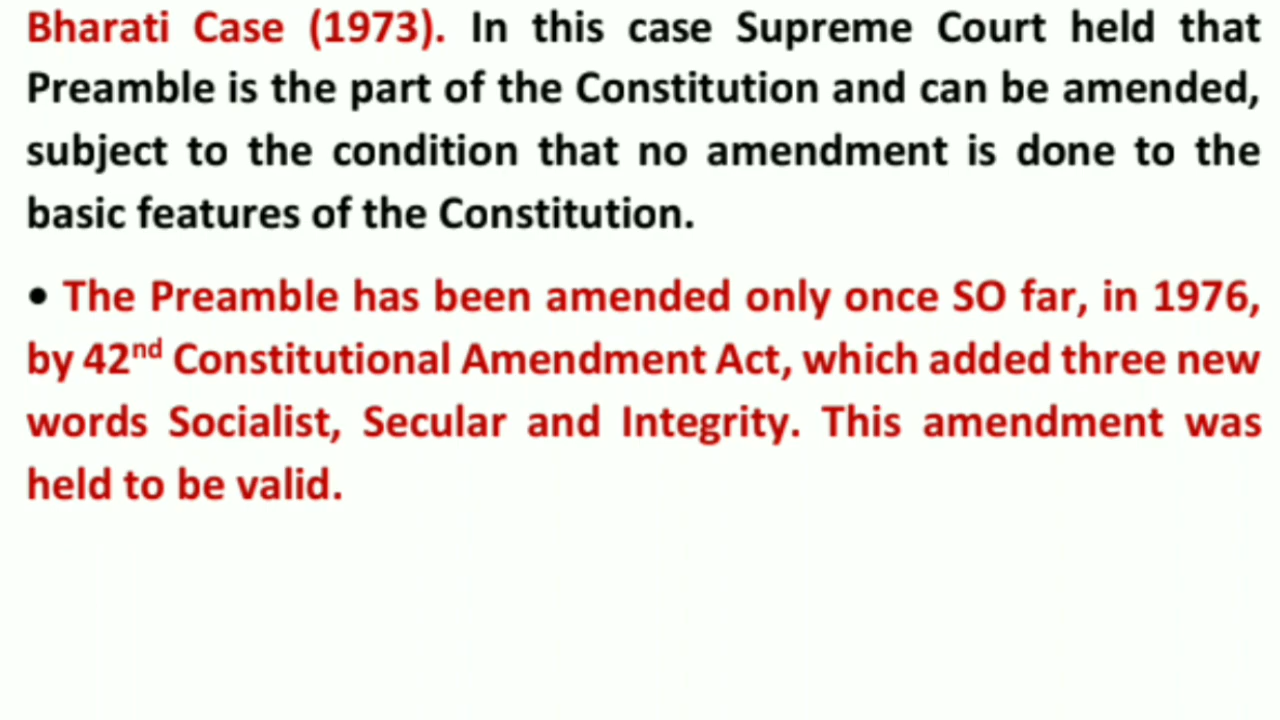 Bharati Case (1973). In this case Supreme Court held that
Preamble is the part of the Constitution and can be amended,
subject to the condition that no amendment is done to the
basic features of the Constitution.
• The Preamble has been amended only once SO far, in 1976,
by 42nd Constitutional Amendment Act, which added three new
words Socialist, Secular and Integrity. This amendment was
held to be valid.